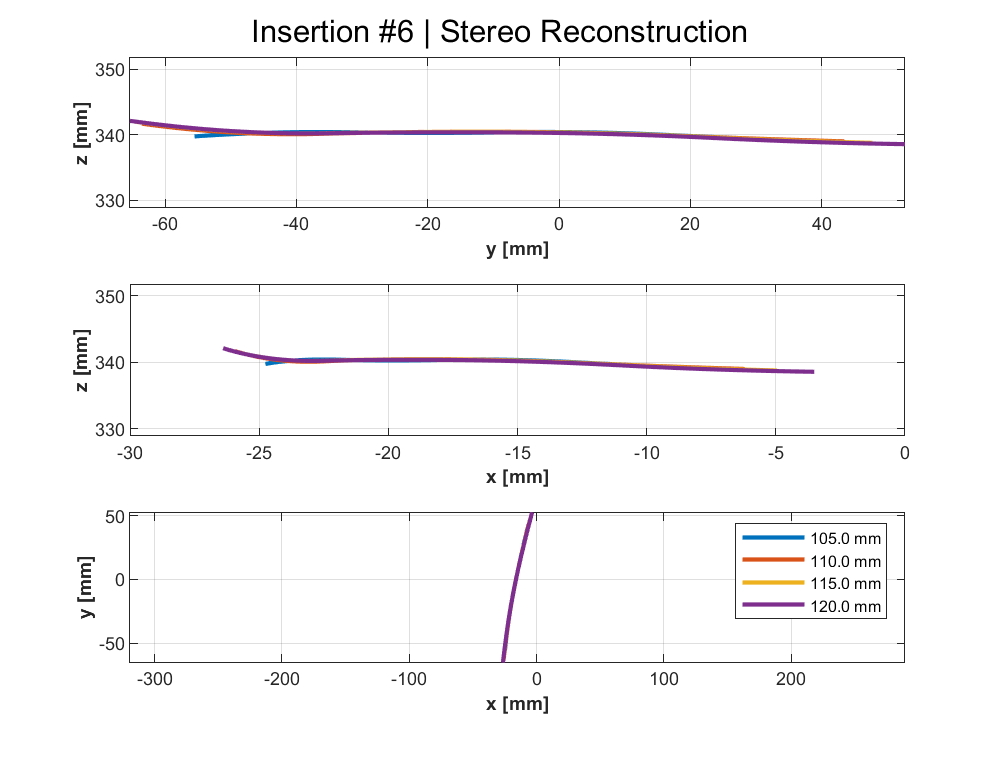 Insertion #6 | Stereo Reconstruction
350
340
330
z [mm]
-60 -40 -20 0 20 40
y [mm]
350
340
330
z [mm]
-30 -25 -20 -15 -10 -5 0
x [mm]
50
0
-50
y [mm]
105.0 mm
110.0 mm
115.0 mm
120.0 mm
-300 -200 -100 0 100 200
x [mm]